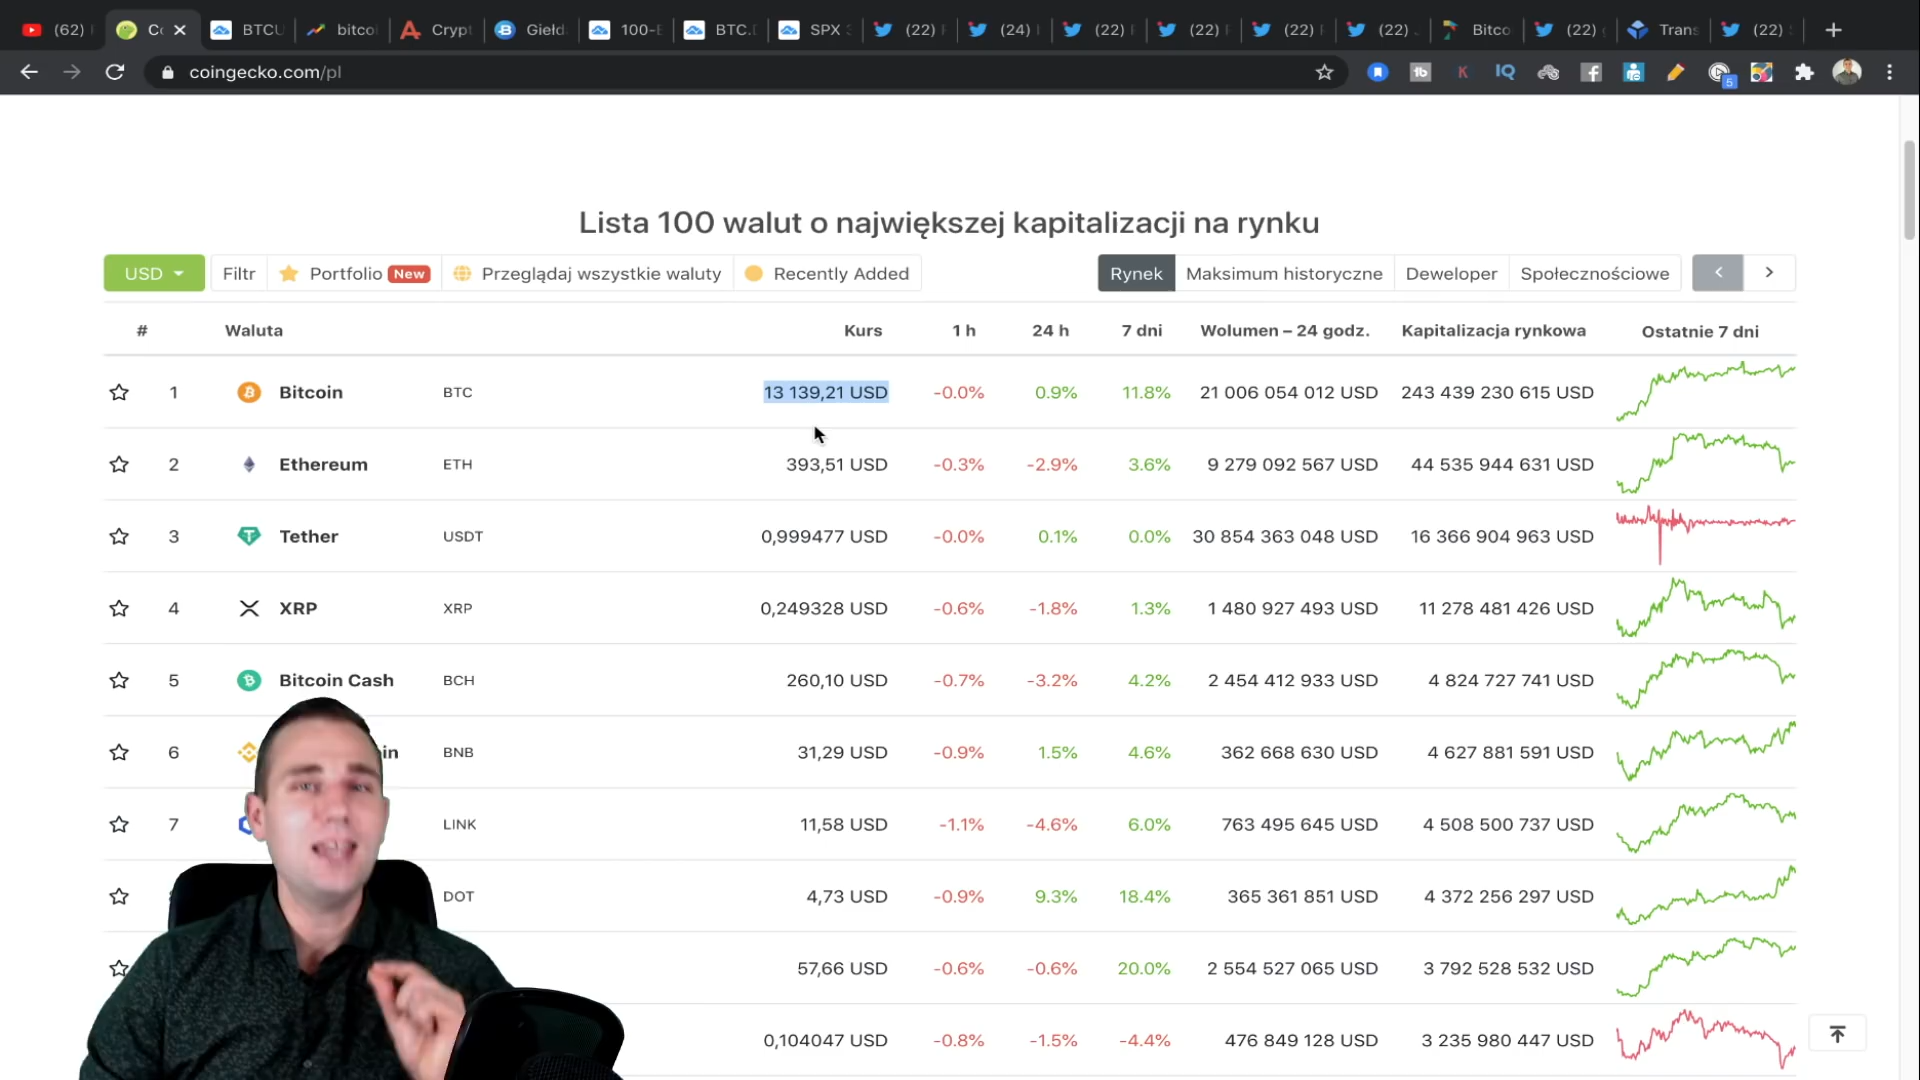 (62)
Co
BTCU
bitcoi
Crypt
Giełd
100-E
BTC.D
SPX
(22)
(24)
(22)
(22)
(22)
(22)
Bitco
(22)
Trans
(22)
coingecko.com/pl
tb
K
IQ
5
Lista 100 walut o największej kapitalizacji na rynku
USD Filtr Portfolio New Przeglądaj wszystkie waluty Recently Added Rynek Maksimum historyczne Deweloper Społecznościowe
# Waluta Kurs 1 h 24 h 7 dni Wolumen – 24 godz. Kapitalizacja rynkowa Ostatnie 7 dni
1 Bitcoin BTC 13 139,21 USD -0.0% 0.9% 11.8% 21 006 054 012 USD 243 439 230 615 USD
2 Ethereum ETH 393,51 USD -0.3% -2.9% 3.6% 9 279 092 567 USD 44 535 944 631 USD
3 Tether USDT 0,999477 USD -0.0% 0.1% 0.0% 30 854 363 048 USD 16 366 904 963 USD
4 XRP XRP 0,249328 USD -0.6% -1.8% 1.3% 1 480 927 493 USD 11 278 481 426 USD
5 Bitcoin Cash BCH 260,10 USD -0.7% -3.2% 4.2% 2 454 412 933 USD 4 824 727 741 USD
6 in BNB 31,29 USD -0.9% 1.5% 4.6% 362 668 630 USD 4 627 881 591 USD
7 LINK 11,58 USD -1.1% -4.6% 6.0% 763 495 645 USD 4 508 500 737 USD
DOT 4,73 USD -0.9% 9.3% 18.4% 365 361 851 USD 4 372 256 297 USD
57,66 USD -0.6% -0.6% 20.0% 2 554 527 065 USD 3 792 528 532 USD
0,104047 USD -0.8% -1.5% -4.4% 476 849 128 USD 3 235 980 447 USD